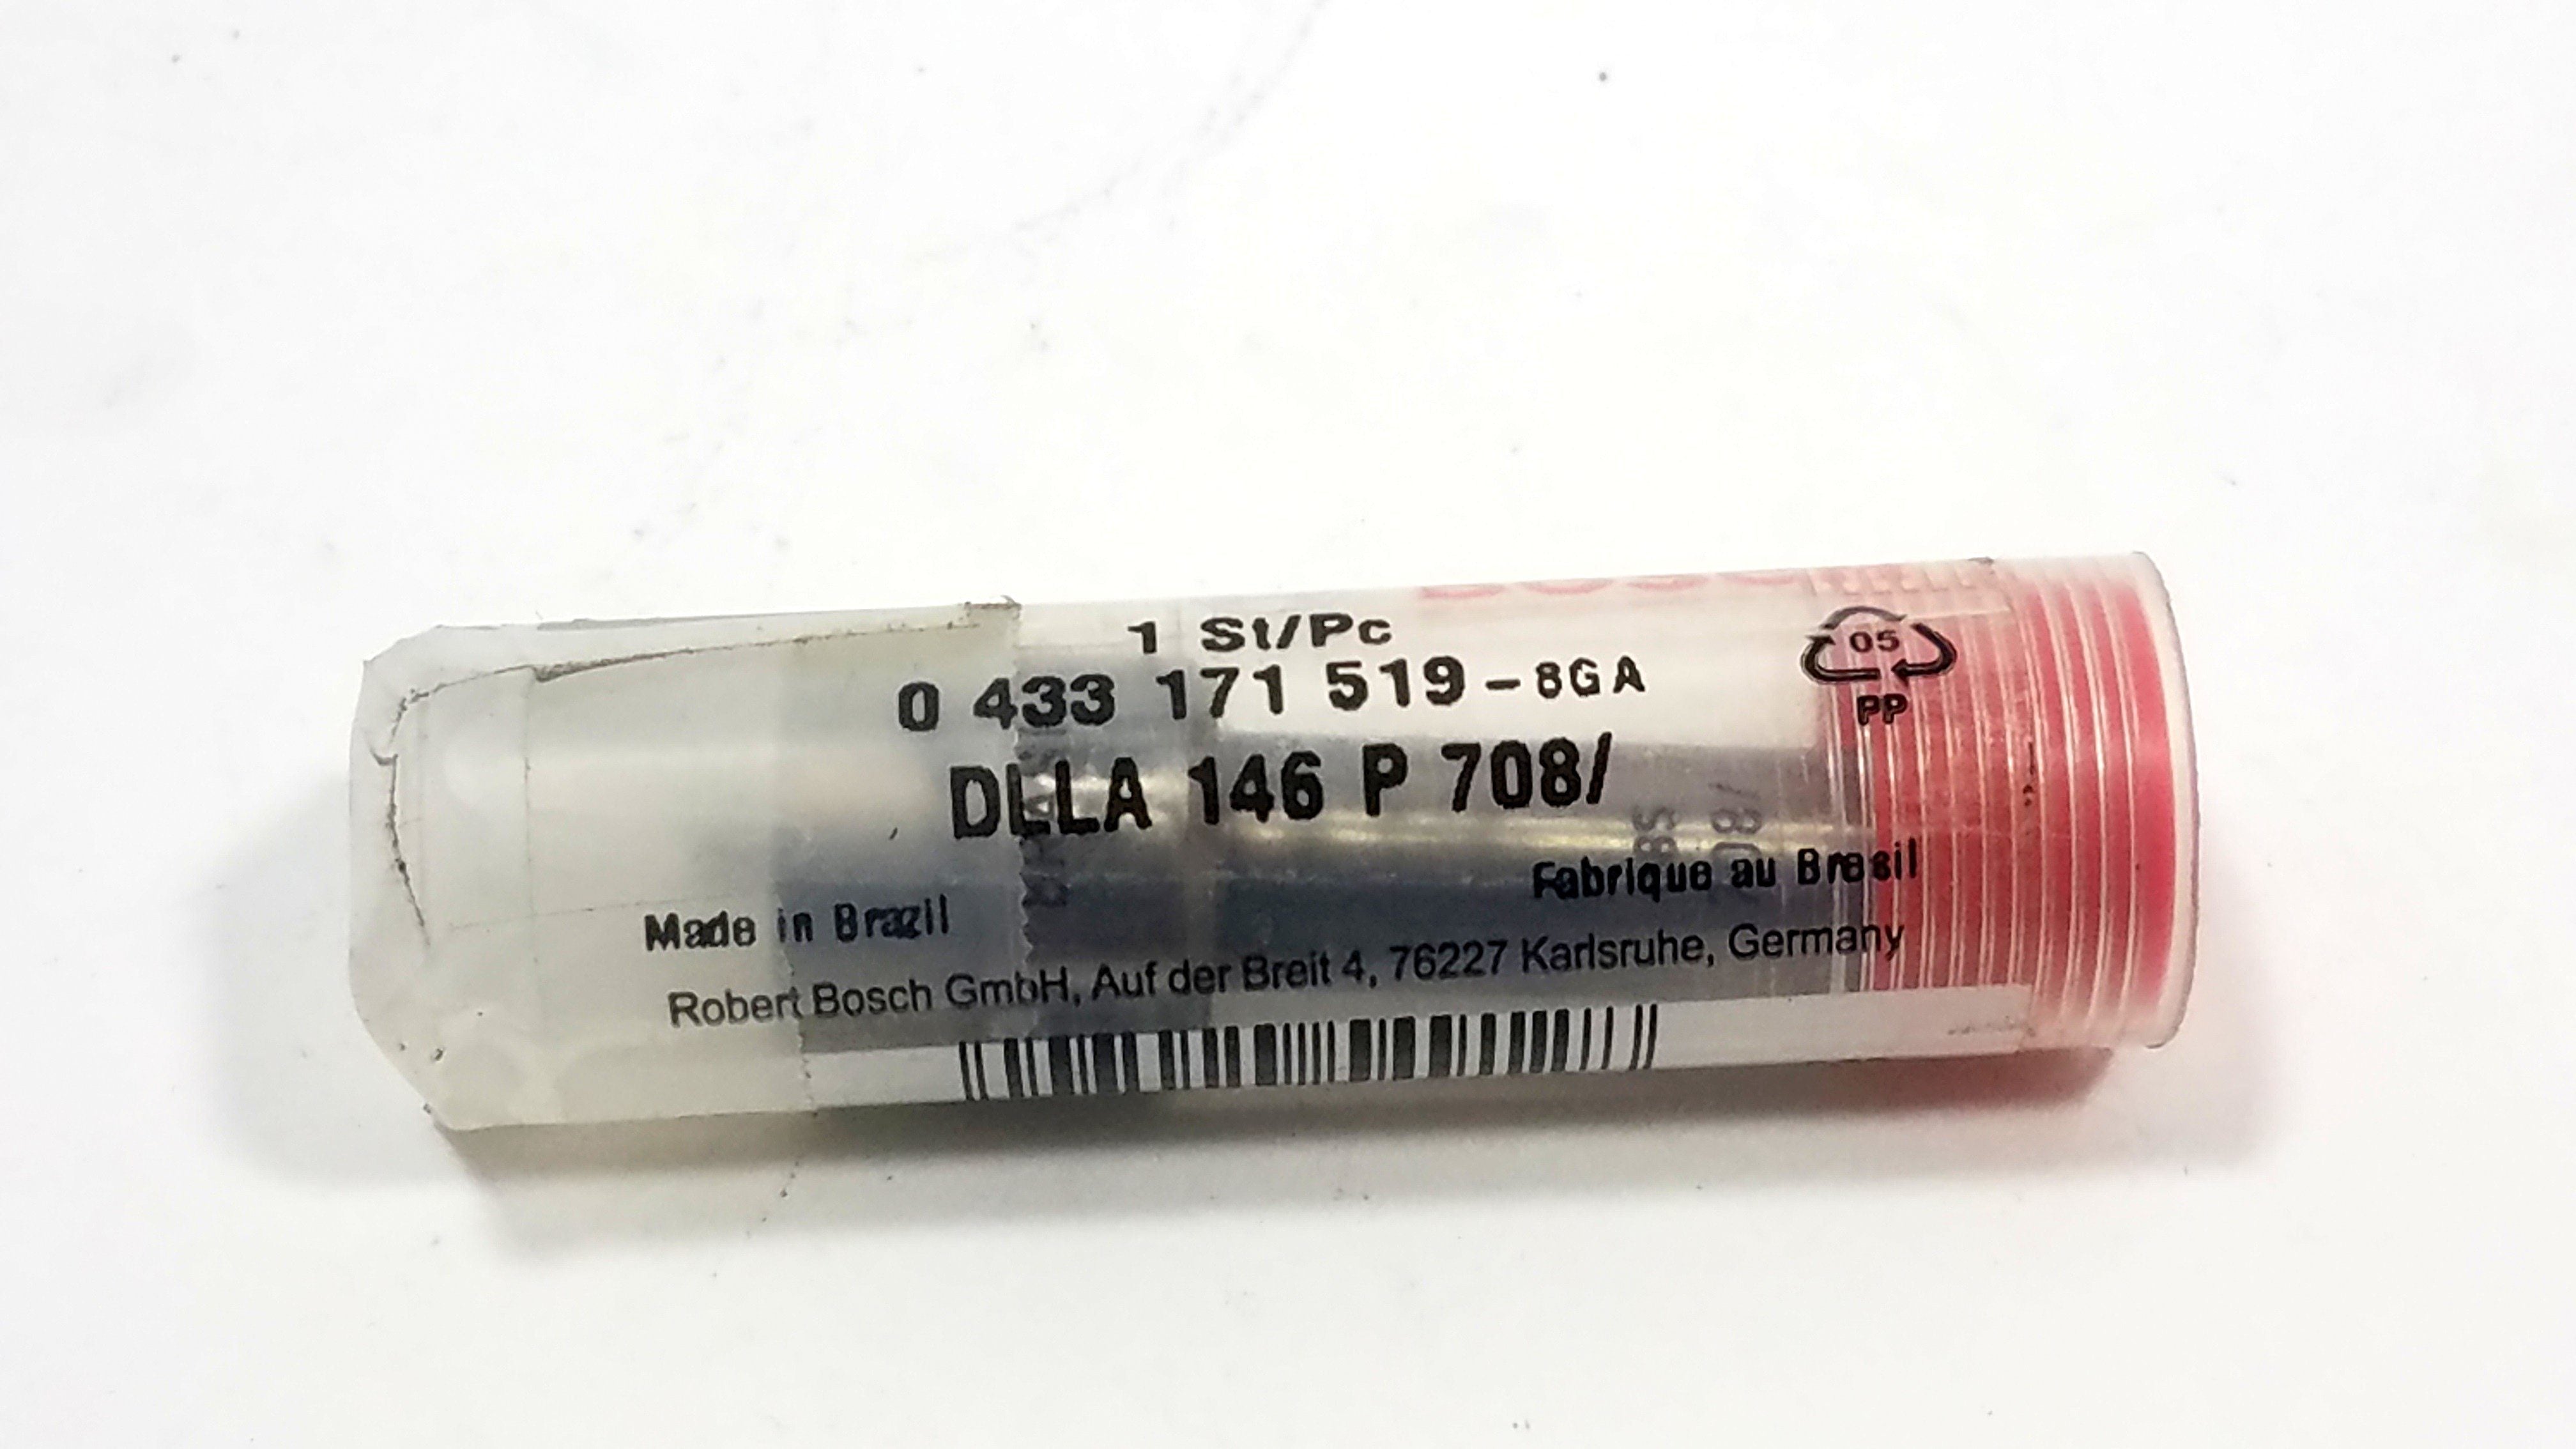 1 St/Pc
0 433 171 519-8GA
05
PP
DLLA 146 P 708/
Made in Brazil
Fabrique au Bresil
Robert Bosch GmbH, Auf der Breit 4, 76227 Karlsruhe, Germany